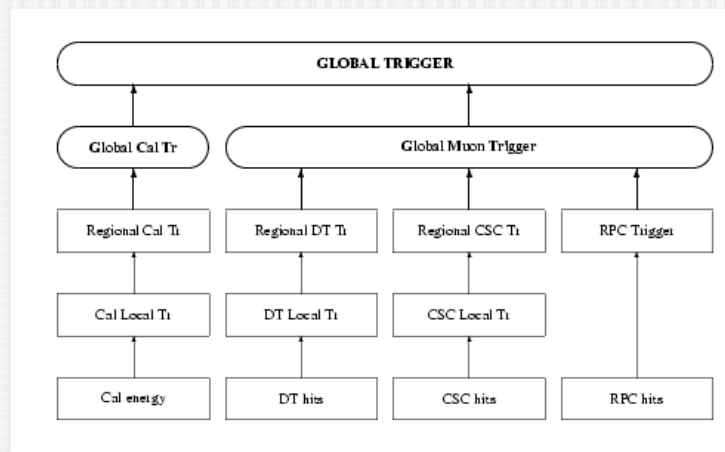 GLOBAL TRIGGER
Global Cal Tr
Global Muon Trigger
Regional Cal Tr
Regional DT Tr
Regional CSC Tr
RPC Trigger
Cal Local Tr
DT Local Tr
CSC Local Tr
Cal energy
DT hits
CSC hits
RPC hits